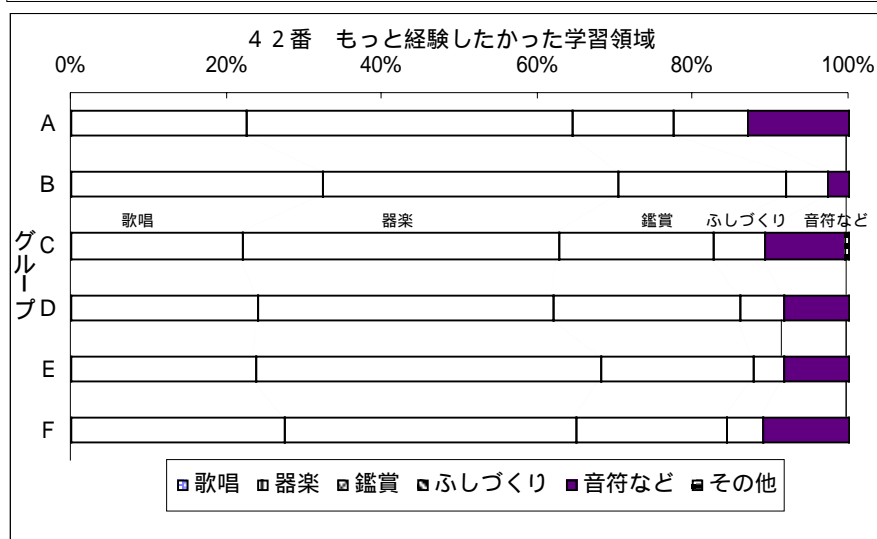 ４２番　もっと経験したかった学習領域
0% 20% 40% 60% 80% 100%
A
B
歌唱 器楽 鑑賞 ふしづくり 音符など
C
グループ
D
E
F
歌唱 器楽 鑑賞 ふしづくり 音符など その他